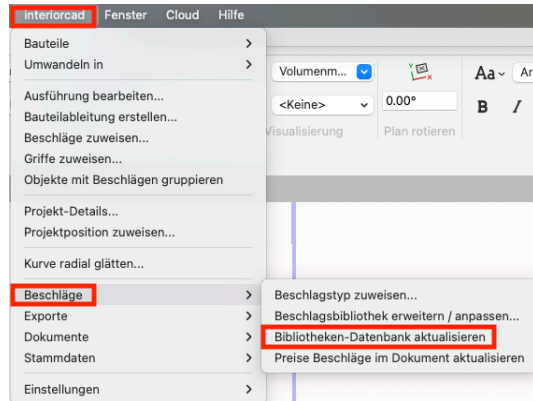 interiorcad Fenster Cloud Hilfe
Bauteile
Umwandeln in
Ausführung bearbeiten...
Bauteilableitung erstellen...
Beschläge zuweisen...
Griffe zuweisen...
Objekte mit Beschlägen gruppieren
Projekt-Details...
Projektposition zuweisen...
Kurve radial glätten...
Beschläge
Exporte
Dokumente
Stammdaten
Einstellungen
Volumenm...
Aa
<Keine>
0.00°
B I
Visualisierung
Plan rotieren
Beschlagstyp zuweisen...
Beschlagsbibliothek erweitern / anpassen...
Bibliotheken-Datenbank aktualisieren
Preise Beschläge im Dokument aktualisieren